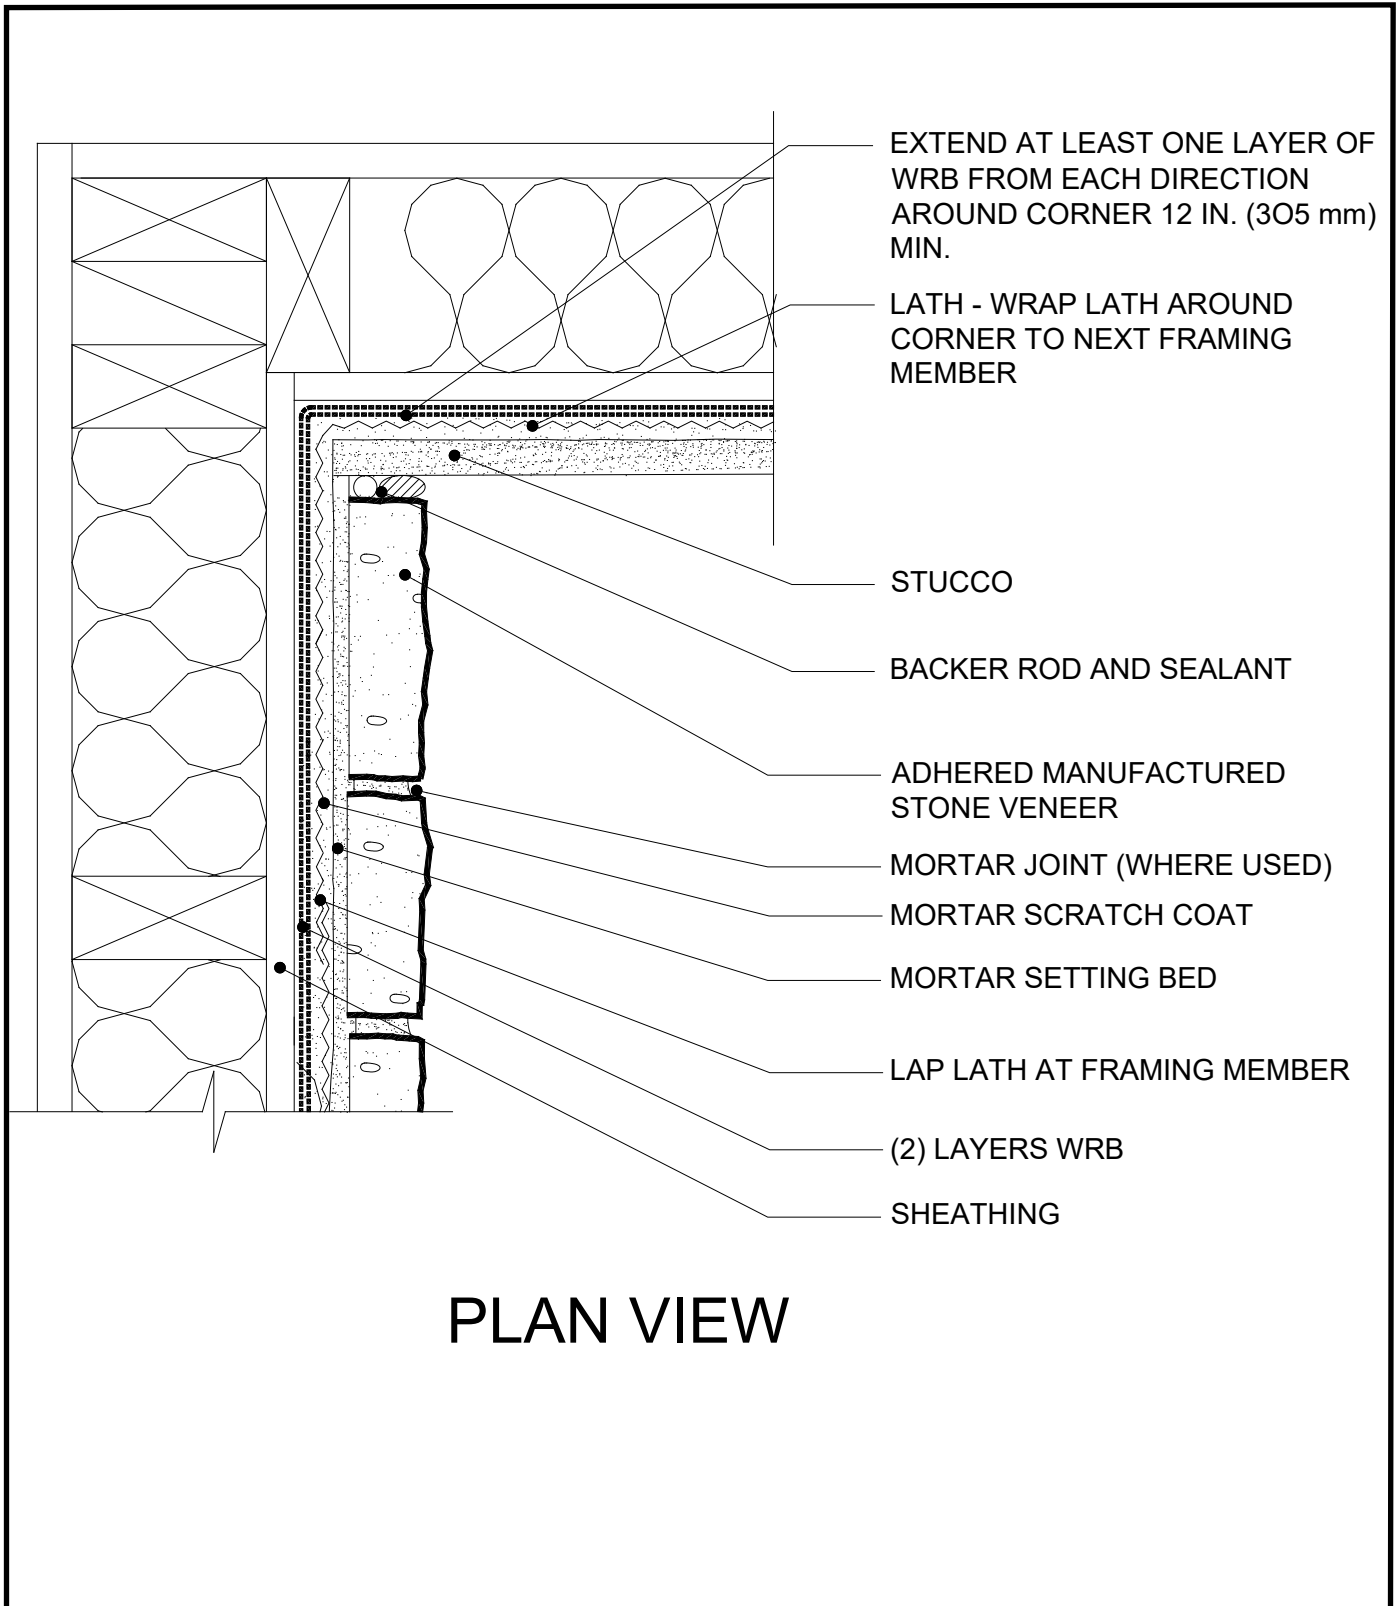 EXTEND AT LEAST ONE LAYER OF
WRB FROM EACH DIRECTION
AROUND CORNER 12 IN. (3O5 mm)
MIN.
LATH - WRAP LATH AROUND
CORNER TO NEXT FRAMING
MEMBER
STUCCO
BACKER ROD AND SEALANT
ADHERED MANUFACTURED
STONE VENEER
MORTAR JOINT (WHERE USED)
MORTAR SCRATCH COAT
MORTAR SETTING BED
LAP LATH AT FRAMING MEMBER
(2) LAYERS WRB
SHEATHING
PLAN VIEW